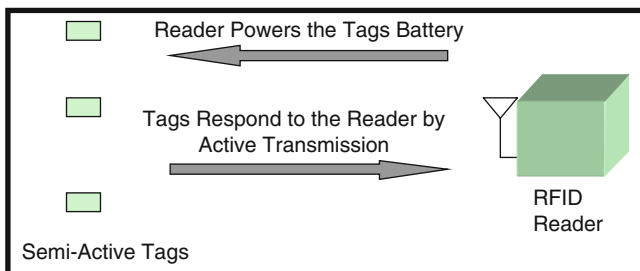 Reader Powers the Tags Battery
Tags Respond to the Reader by
Active Transmission
RFID
Reader
Semi-Active Tags